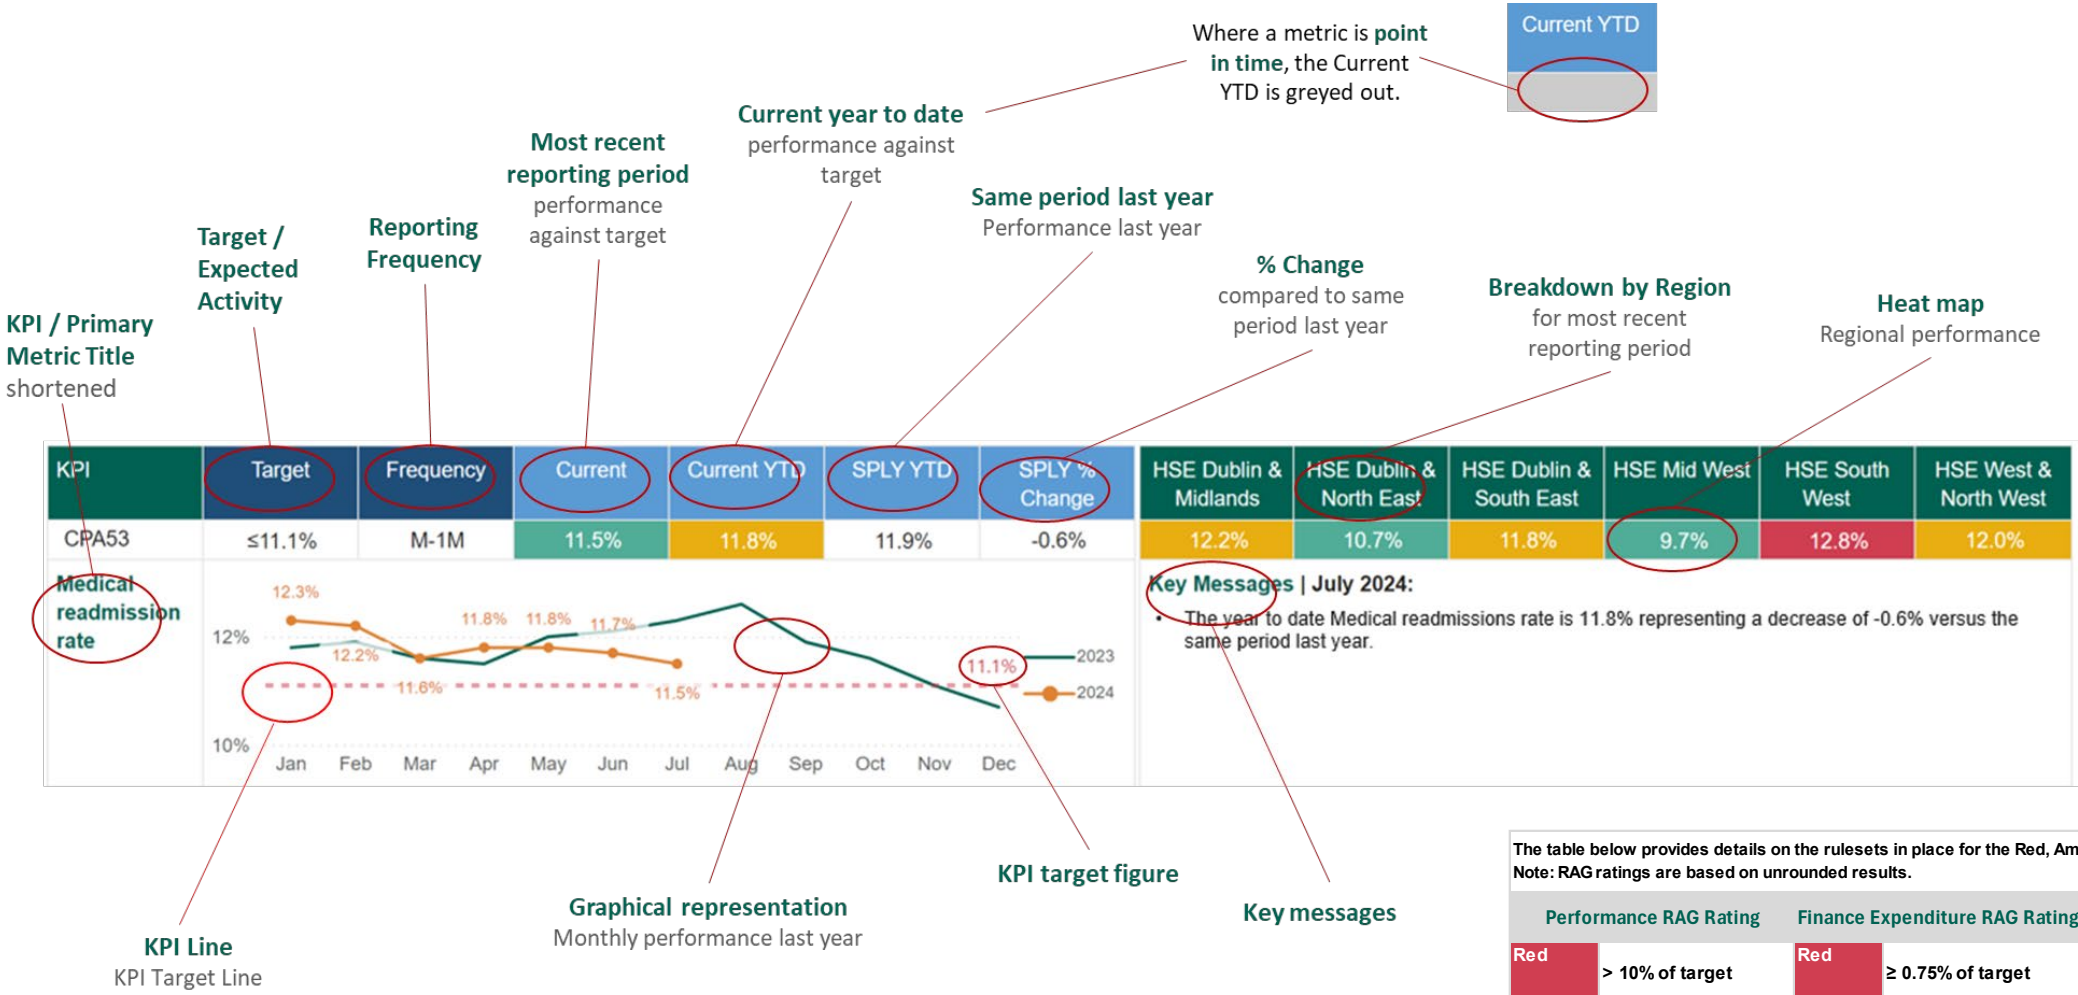 Where a metric is point
in time, the Current
YTD is greyed out.
Current YTD
Current year to date
performance against
target
Most recent
reporting period
performance
against target
Same period last year
Performance last year
Target /
Expected
Activity
Reporting
Frequency
% Change
compared to same
period last year
Breakdown by Region
for most recent
reporting period
Heat map
Regional performance
KPI / Primary
Metric Title
shortened
KPI
Target
Frequency
Current
Current YTD
SPLY YTD
SPLY %
Change
HSE Dublin &
Midlands
HSE Dublin &
North East
HSE Dublin &
South East
HSE Mid West
HSE South
West
HSE West &
North West
CPA53
≤11.1%
M-1M
11.5%
11.8%
11.9%
-0.6%
12.2%
10.7%
11.8%
9.7%
12.8%
12.0%
Medical
readmission
rate
12.3%
12.2%
11.6%
11.8%
11.8%
11.7%
11.5%
11.1%
12%
10%
Jan Feb Mar Apr May Jun Jul Aug Sep Oct Nov Dec
2023
2024
Key Messages | July 2024:
• The year to date Medical readmissions rate is 11.8% representing a decrease of -0.6% versus the
same period last year.
KPI Line
KPI Target Line
Graphical representation
Monthly performance last year
KPI target figure
Key messages
The table below provides details on the rulesets in place for the Red, Am
Note: RAG ratings are based on unrounded results.
Performance RAG Rating
Finance Expenditure RAG Rating
Red
> 10% of target
Red
≥ 0.75% of target